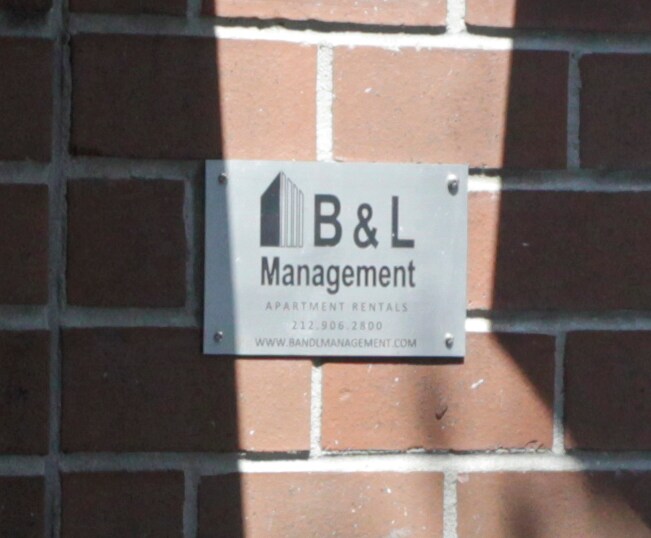 B & L
Management
APARTMENT RENTALS
212.906.2800
WWW.BANDLMANAGEMENT.COM